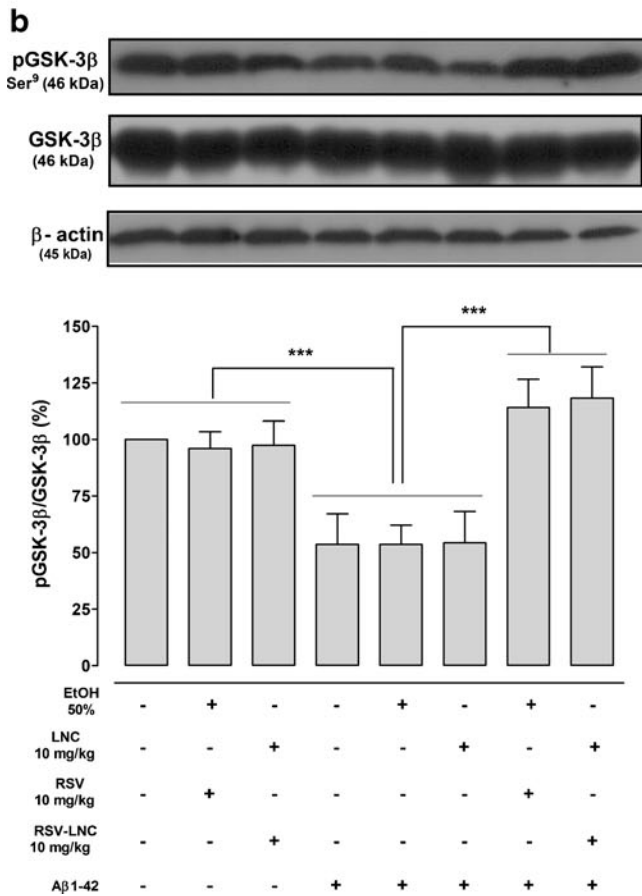 b
pGSK-3β
Ser⁹ (46 kDa)
GSK-3β
(46 kDa)
β- actin
(45 kDa)
150
125
100
75
50
25
0
pGSK-3β/GSK-3β (%)
***
***
EtOH
50%
- + - - + - + -
LNC
10 mg/kg
- - + - - + - +
RSV
10 mg/kg
- + - - - - + -
RSV-LNC
10 mg/kg
- - + - - - - +
Aβ1-42
- - - + + + + +